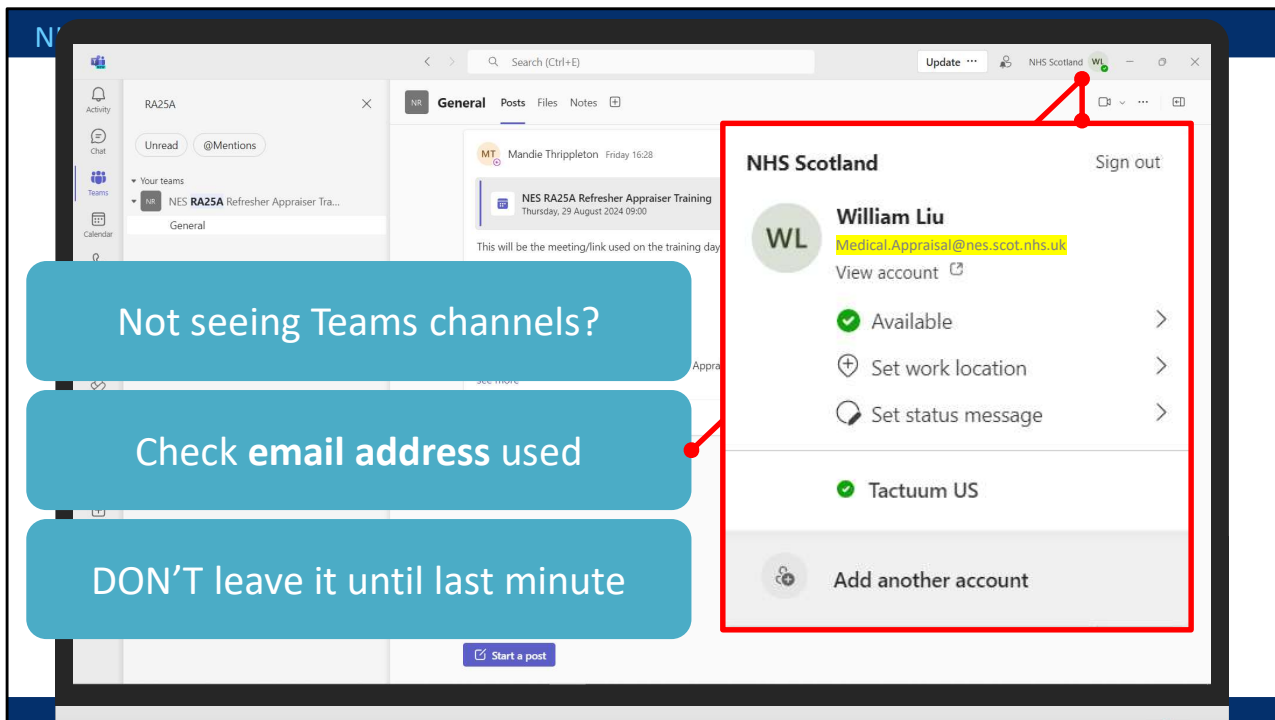 N
Search (Ctrl+E)
Update ...
NHS Scotland
WL
Activity
Chat
Teams
Calendar
RA25A
Unread
@Mentions
Your teams
NR
NES RA25A Refresher Appraiser Tra...
General
NR
General
Posts
Files
Notes
MT
Mandie Thrippleton Friday 16:28
NES RA25A Refresher Appraiser Training
Thursday, 29 August 2024 09:00
This will be the meeting/link used on the training day
Appra
see more
Start a post
Not seeing Teams channels?
Check email address used
DON’T leave it until last minute
NHS Scotland
Sign out
WL
William Liu
Medical.Appraisal@nes.scot.nhs.uk
View account
Available
Set work location
Set status message
Tactuum US
Add another account